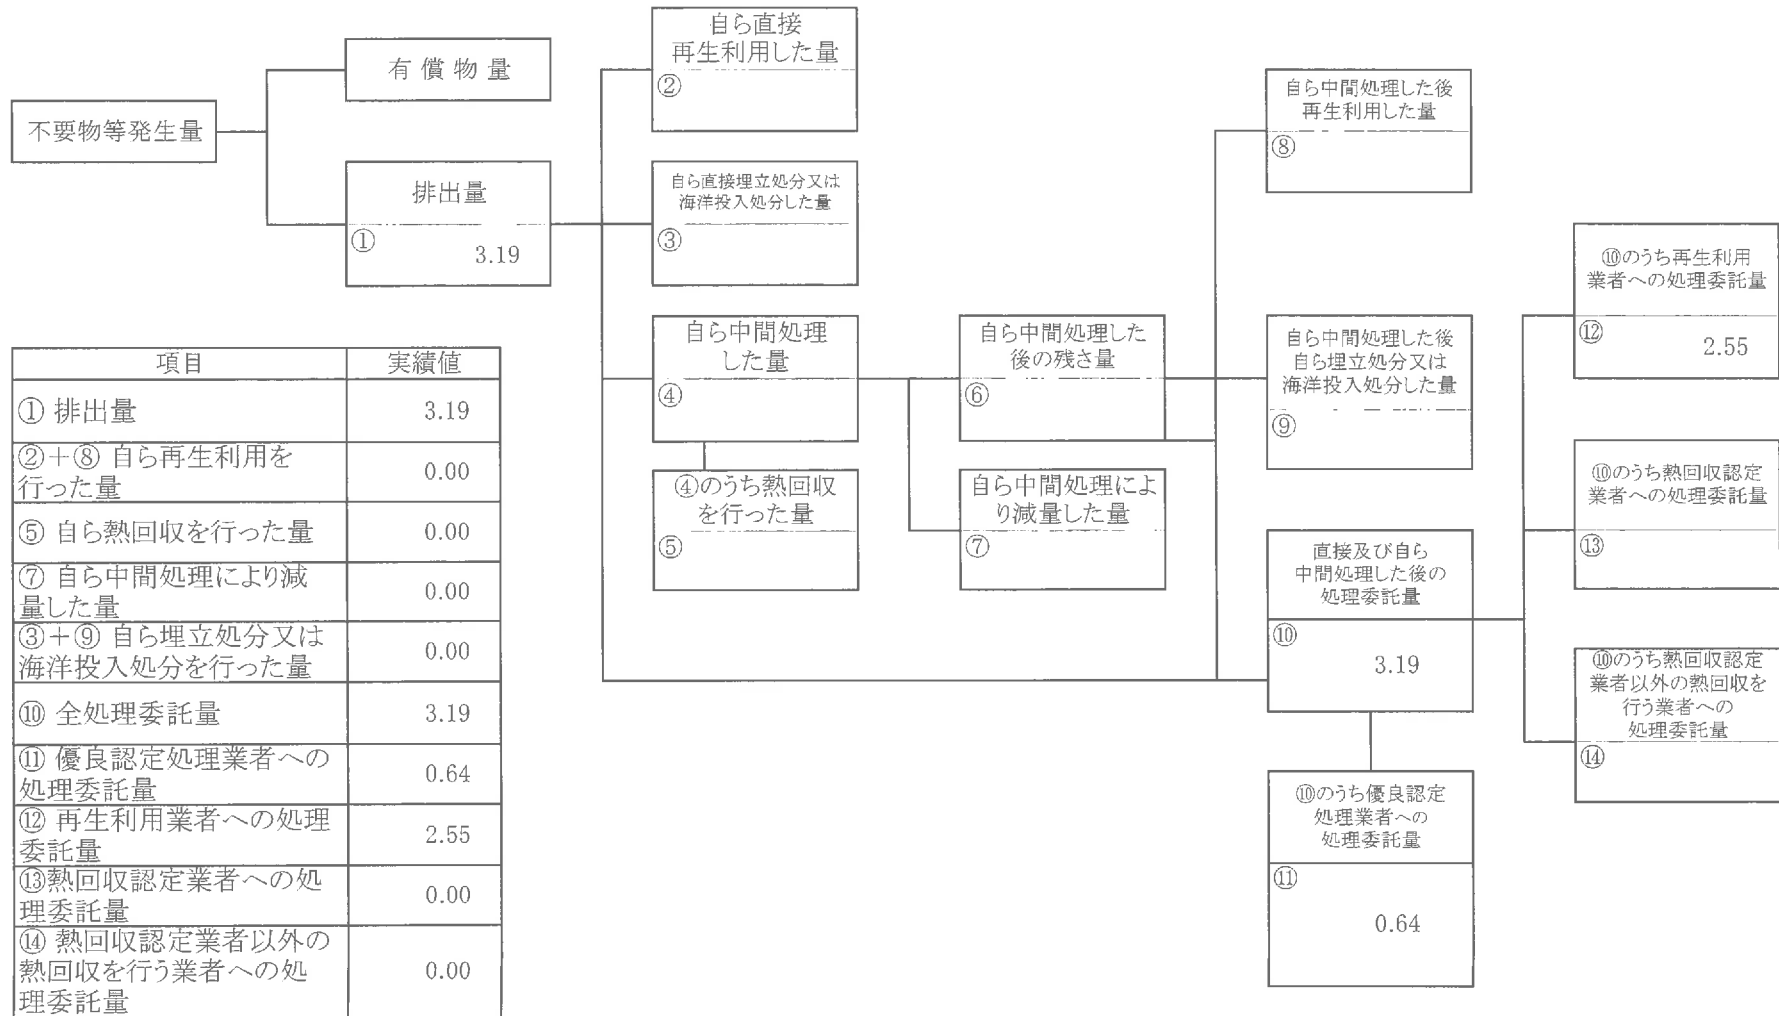 不要物等発生量
有償物量
排出量
①
3.19
自ら直接
再生利用した量
②
自ら直接埋立処分又は
海洋投入処分した量
③
自ら中間処理
した量
④
④のうち熱回収
を行った量
⑤
自ら中間処理した
後の残さ量
⑥
自ら中間処理によ
り減量した量
⑦
自ら中間処理した後
再生利用した量
⑧
自ら中間処理した後
自ら埋立処分又は
海洋投入処分した量
⑨
直接及び自ら
中間処理した後の
処理委託量
⑩
3.19
⑩のうち優良認定
処理業者への
処理委託量
⑪
0.64
⑩のうち再生利用
業者への処理委託量
⑫
2.55
⑩のうち熱回収認定
業者への処理委託量
⑬
⑩のうち熱回収認定
業者以外の熱回収を
行う業者への
処理委託量
⑭
項目 実績値
① 排出量 3.19
②+⑧ 自ら再生利用を
行った量 0.00
⑤ 自ら熱回収を行った量 0.00
⑦ 自ら中間処理により減
量した量 0.00
③+⑨ 自ら埋立処分又は
海洋投入処分を行った量 0.00
⑩ 全処理委託量 3.19
⑪ 優良認定処理業者への
処理委託量 0.64
⑫ 再生利用業者への処理
委託量 2.55
⑬熱回収認定業者への処
理委託量 0.00
⑭ 熱回収認定業者以外の
熱回収を行う業者への処
理委託量 0.00